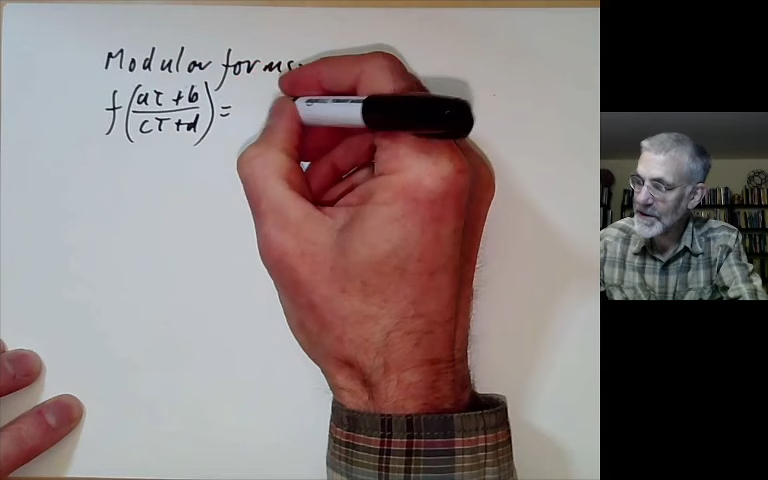 Modular forms
f((aτ + b)/(cτ + d)) =